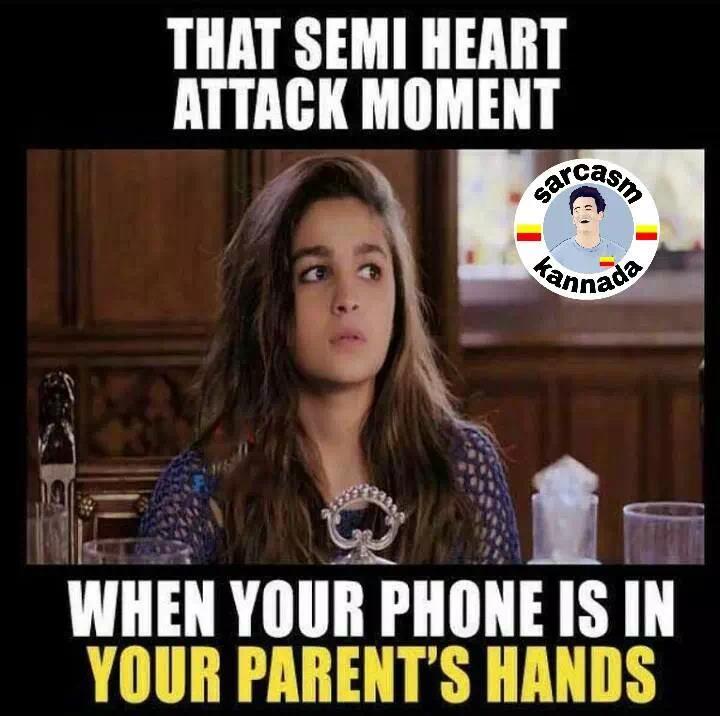 THAT SEMI HEART
ATTACK MOMENT
sarcasm
kannada
WHEN YOUR PHONE IS IN
YOUR PARENT'S HANDS